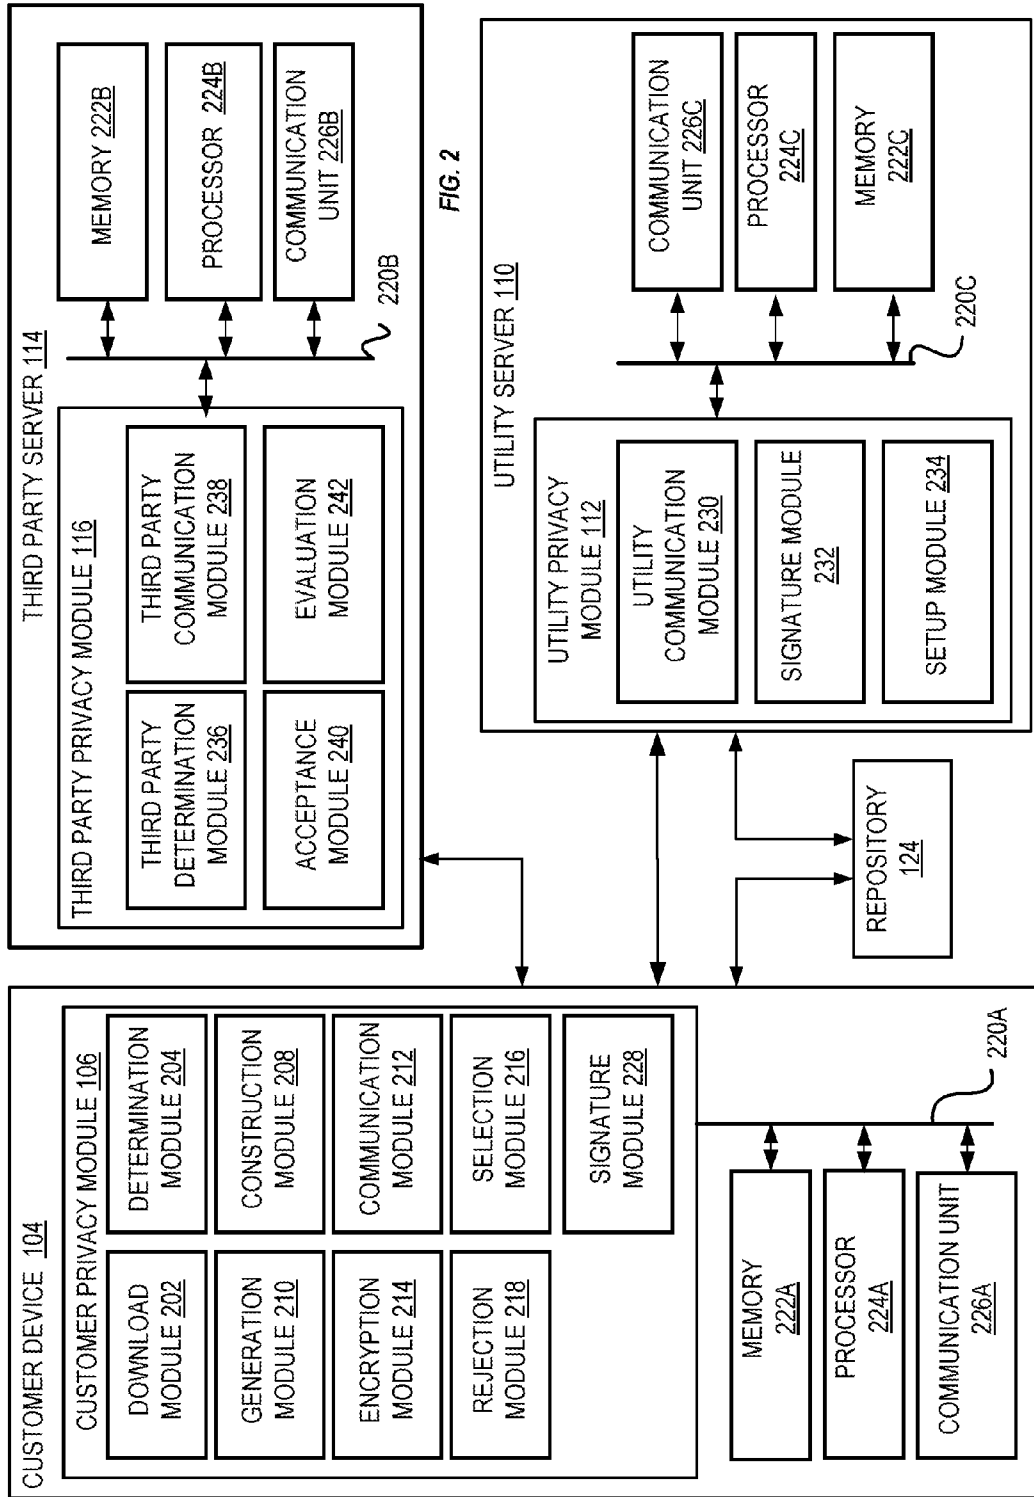 CUSTOMER DEVICE 104
CUSTOMER PRIVACY MODULE 106
DOWNLOAD
MODULE 202
DETERMINATION
MODULE 204
GENERATION
MODULE 210
CONSTRUCTION
MODULE 208
ENCRYPTION
MODULE 214
COMMUNICATION
MODULE 212
REJECTION
MODULE 218
SELECTION
MODULE 216
SIGNATURE
MODULE 228
MEMORY
222A
PROCESSOR
224A
COMMUNICATION UNIT
226A
220A
THIRD PARTY SERVER 114
THIRD PARTY PRIVACY MODULE 116
THIRD PARTY
DETERMINATION
MODULE 236
THIRD PARTY
COMMUNICATION
MODULE 238
ACCEPTANCE
MODULE 240
EVALUATION
MODULE 242
MEMORY 222B
PROCESSOR 224B
COMMUNICATION
UNIT 226B
220B
FIG. 2
UTILITY SERVER 110
UTILITY PRIVACY
MODULE 112
UTILITY
COMMUNICATION
MODULE 230
SIGNATURE MODULE
232
SETUP MODULE 234
COMMUNICATION
UNIT 226C
PROCESSOR
224C
MEMORY
222C
220C
REPOSITORY
124